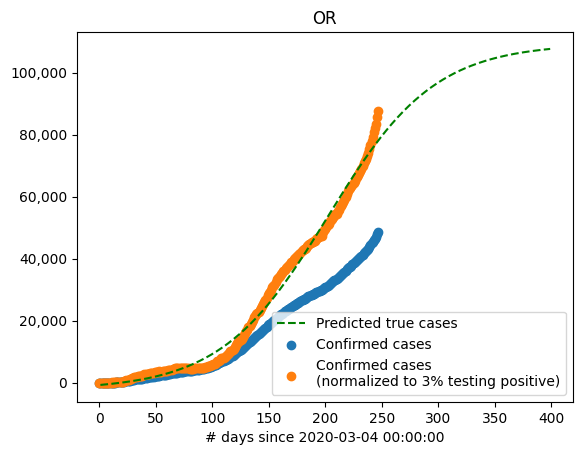 OR
100,000
80,000
60,000
40,000
20,000
0
Predicted true cases
Confirmed cases
Confirmed cases
(normalized to 3% testing positive)
0 50 100 150 200 250 300 350 400
# days since 2020-03-04 00:00:00